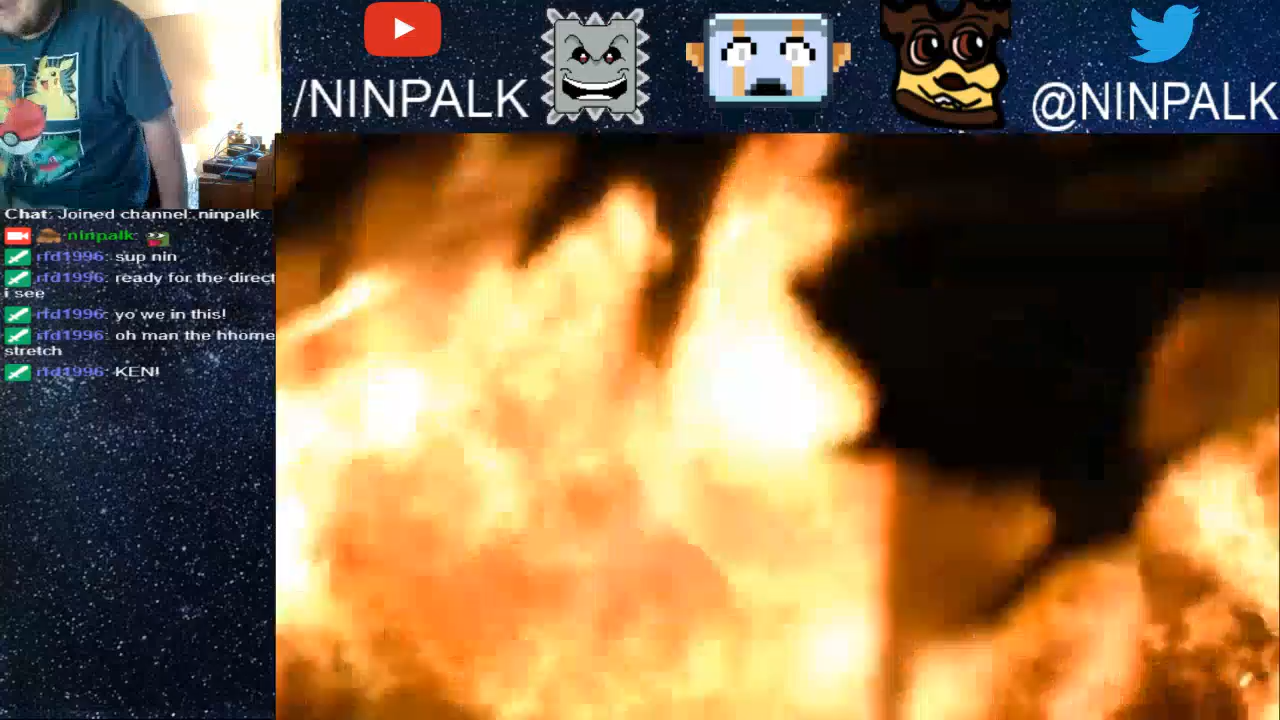 /NINPALK
@NINPALK
Chat: Joined channel: ninpalk
ninpalk:
rfd1996: sup nin
rfd1996: ready for the direct
i see
rfd1996: yo we in this!
rfd1996: oh man the hhome
stretch
rfd1996: KEN!